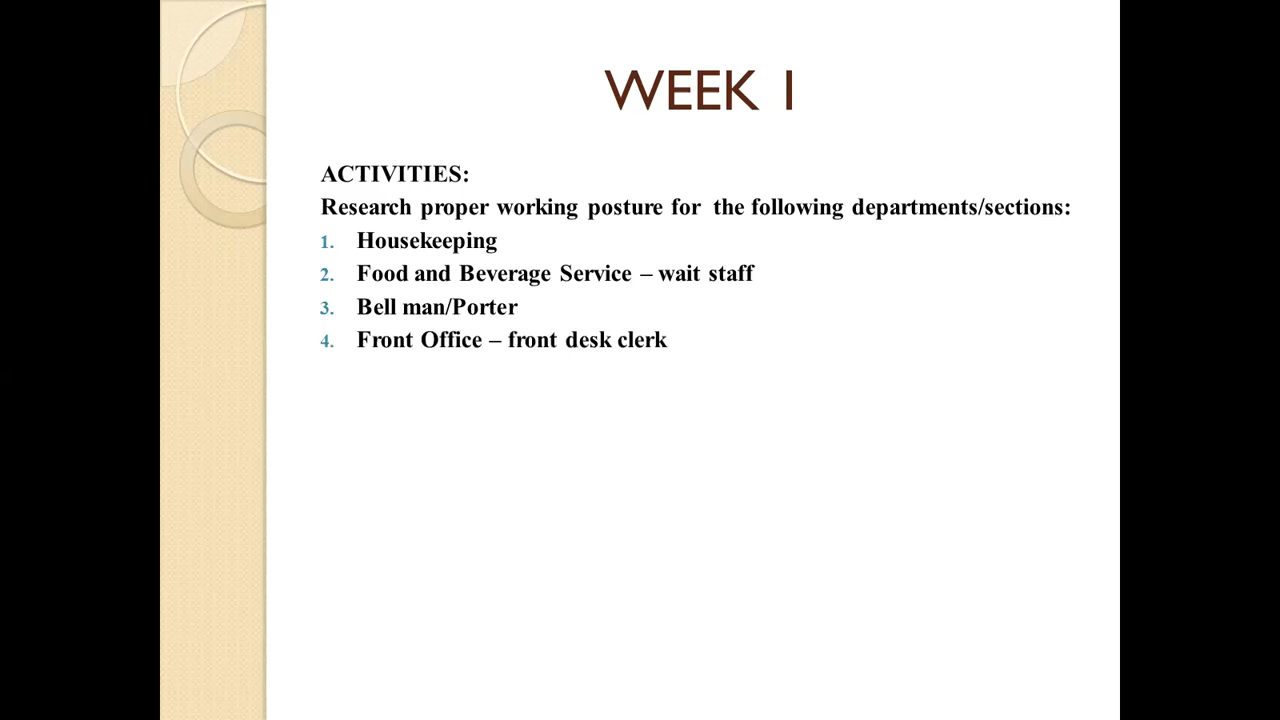 WEEK 1
ACTIVITIES:
Research proper working posture for the following departments/sections:
1. Housekeeping
2. Food and Beverage Service – wait staff
3. Bell man/Porter
4. Front Office – front desk clerk